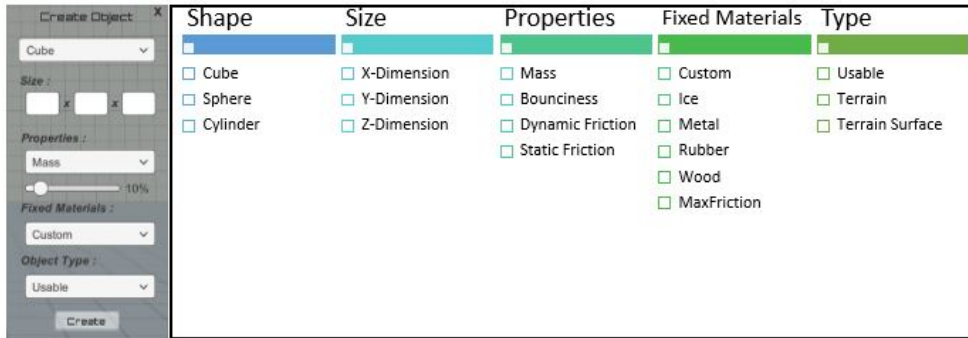 Create Object X
Cube
Size :
x x
Properties :
Mass
10%
Fixed Materials :
Custom
Object Type :
Usable
Create
Shape
Cube
Sphere
Cylinder
Size
X-Dimension
Y-Dimension
Z-Dimension
Properties
Mass
Bounciness
Dynamic Friction
Static Friction
Fixed Materials
Custom
Ice
Metal
Rubber
Wood
MaxFriction
Type
Usable
Terrain
Terrain Surface